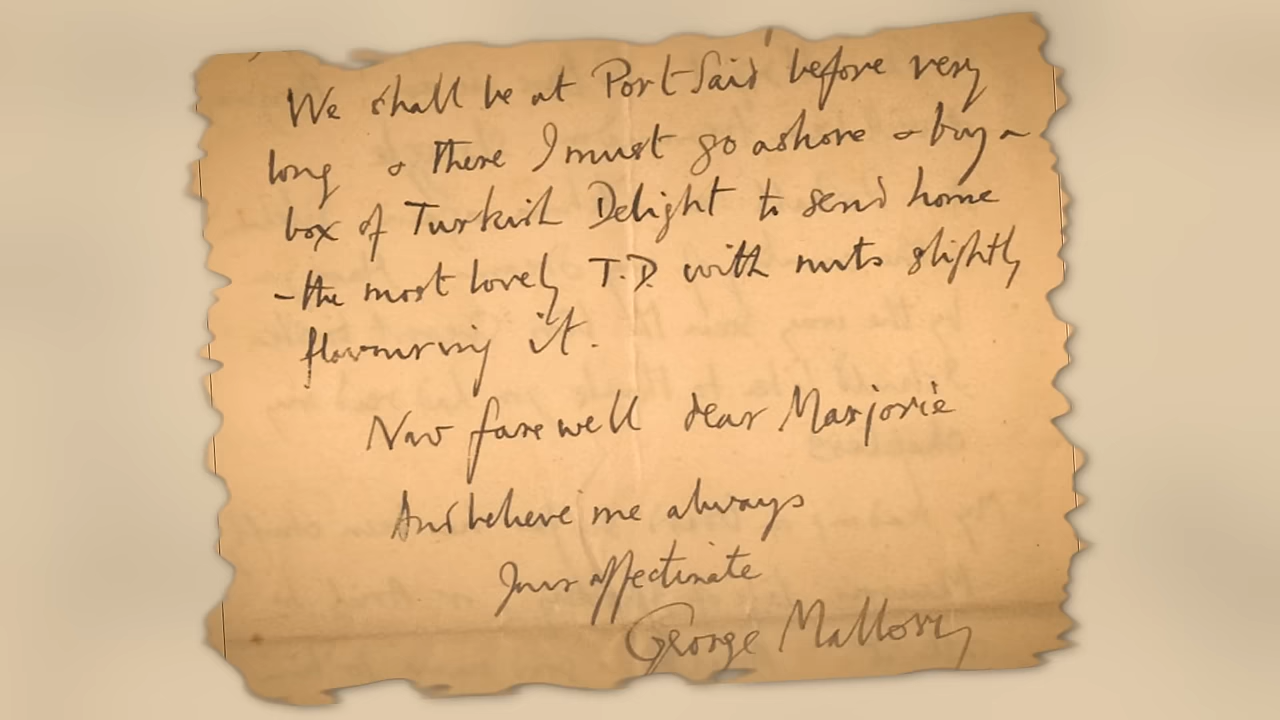 We shall be at Port Said before very
long & there I must go ashore & buy a
box of Turkish Delight to send home
- the most lovely T.D. with nuts slightly
flavouring it.
Now farewell dear Marjorie
And believe me always
Your affectinate
George Mallory